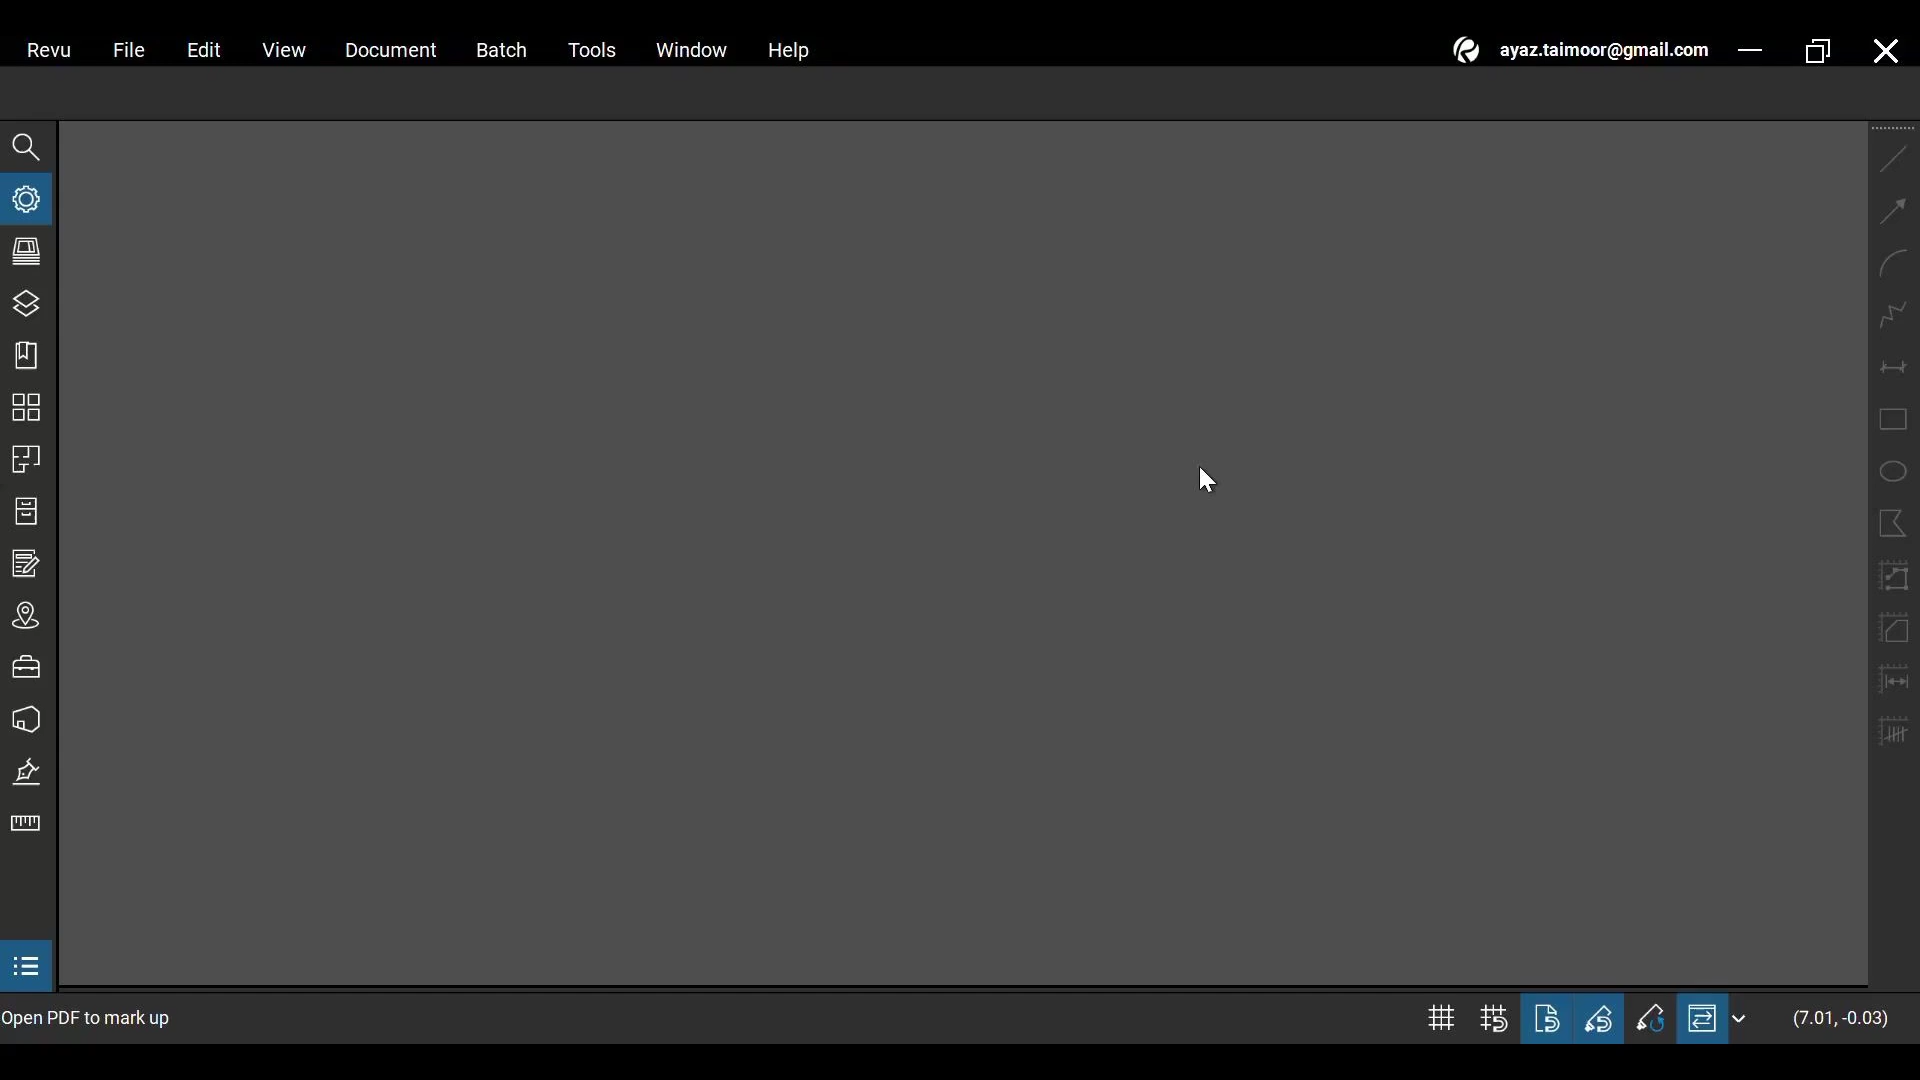 Revu File Edit View Document Batch Tools Window Help ayaz.taimoor@gmail.com
Open PDF to mark up (7.01, -0.03)